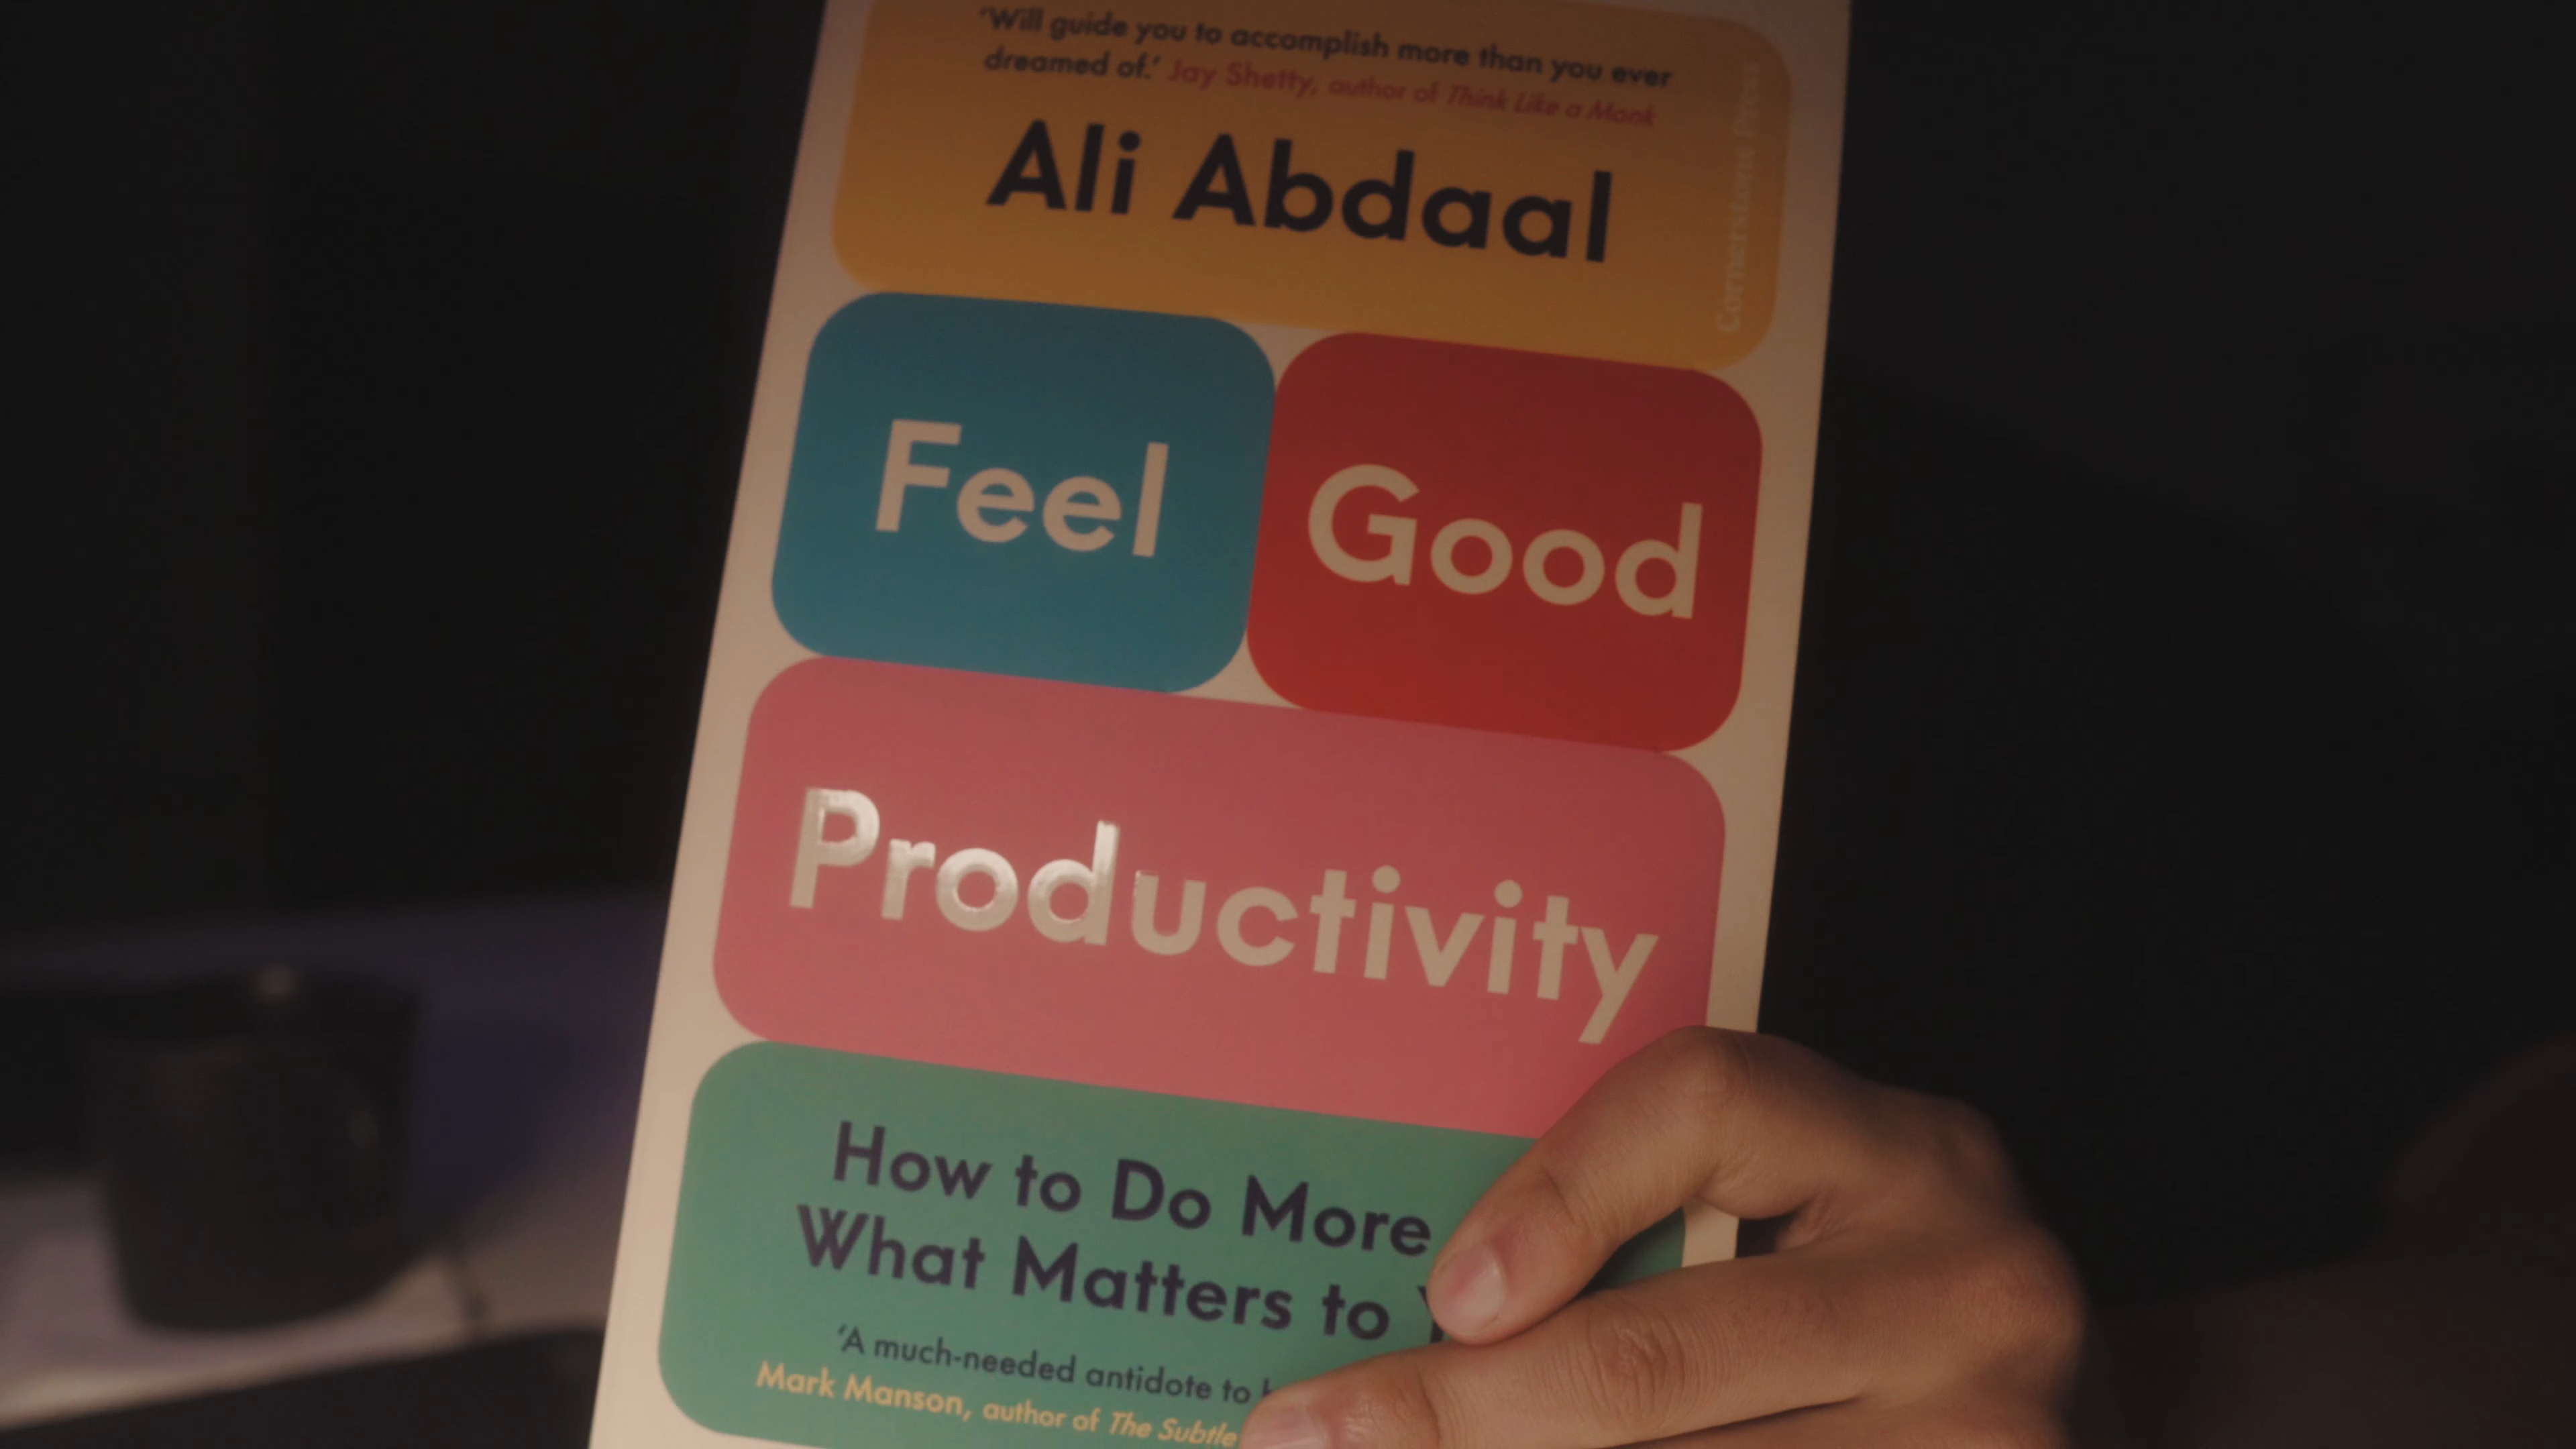 ‘Will guide you to accomplish more than you ever
dreamed of.’ Jay Shetty, author of Think Like a Monk
Ali Abdaal
Cornerstone Press
Feel Good
Productivity
How to Do More
What Matters to
‘A much-needed antidote to
Mark Manson, author of The Subtle